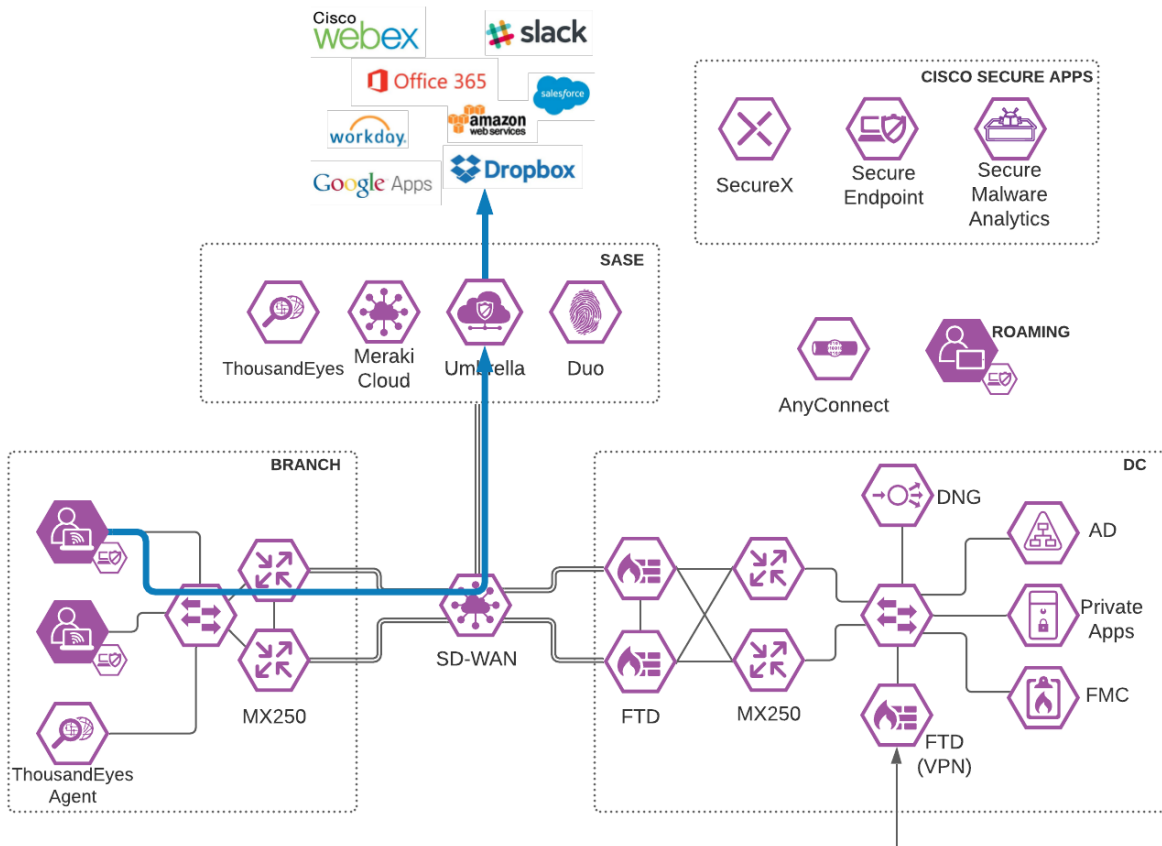 Cisco
webex
slack
Office 365
salesforce
workday.
amazon
web services
Google Apps
Dropbox
CISCO SECURE APPS
SecureX
Secure
Endpoint
Secure
Malware
Analytics
SASE
ThousandEyes
Meraki
Cloud
Umbrella
Duo
ROAMING
AnyConnect
BRANCH
MX250
ThousandEyes
Agent
SD-WAN
DC
DNG
AD
Private
Apps
FMC
FTD
MX250
FTD
(VPN)